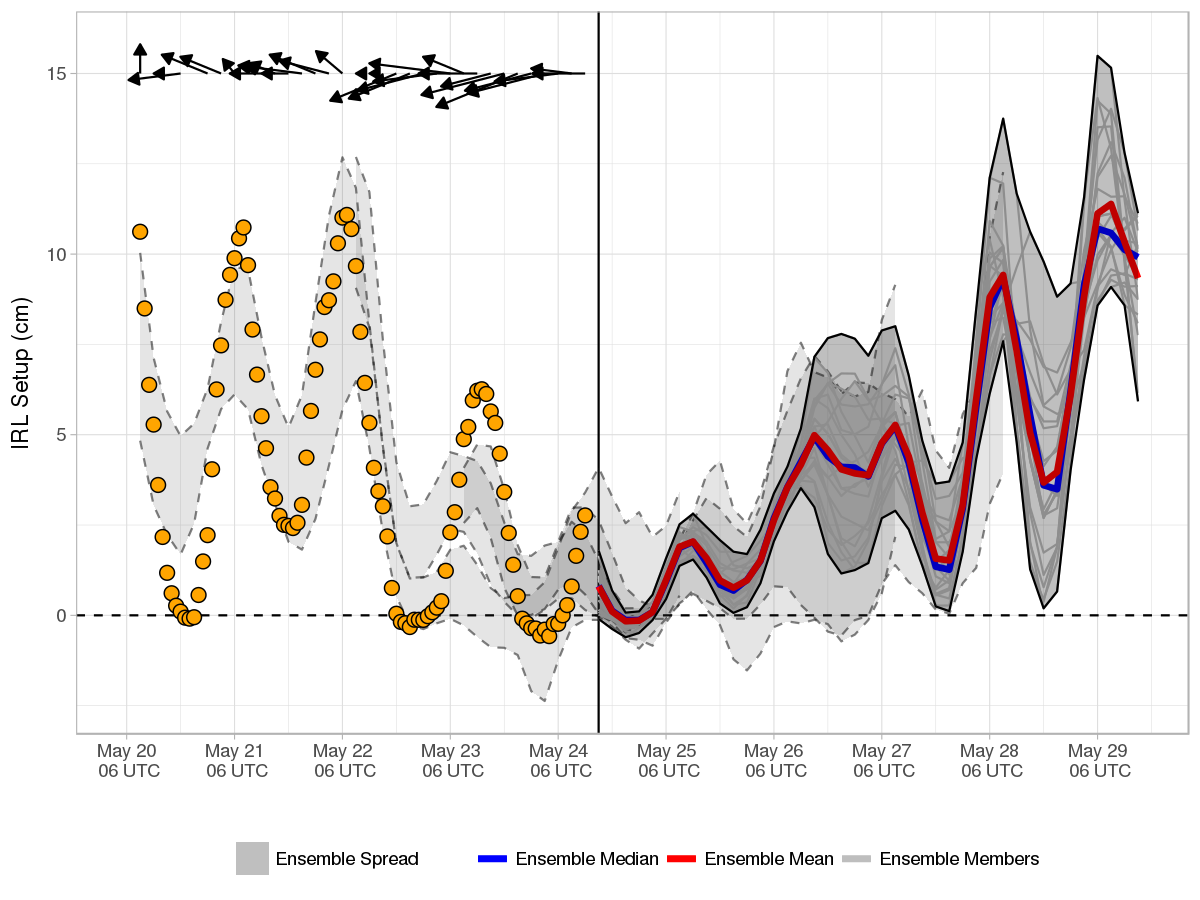 IRL Setup (cm)
15
10
5
0
May 20 May 21 May 22 May 23 May 24 May 25 May 26 May 27 May 28 May 29
06 UTC 06 UTC 06 UTC 06 UTC 06 UTC 06 UTC 06 UTC 06 UTC 06 UTC 06 UTC
Ensemble Spread Ensemble Median Ensemble Mean Ensemble Members